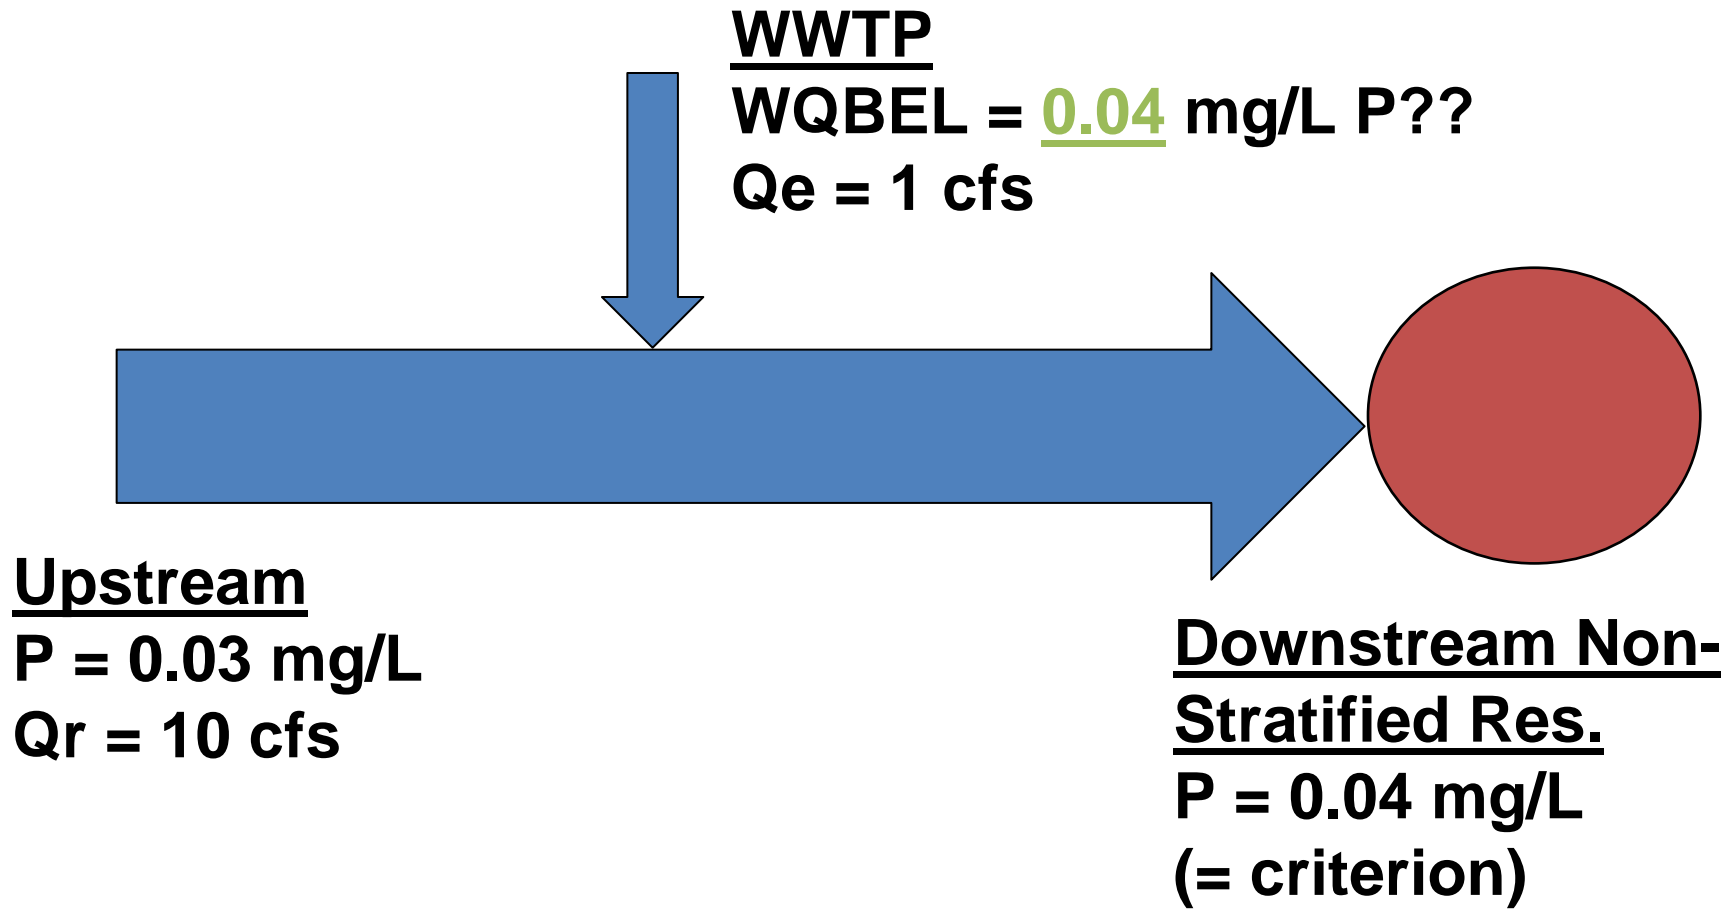 WWTP
WQBEL = 0.04 mg/L P??
Qe = 1 cfs
Upstream
P = 0.03 mg/L
Qr = 10 cfs
Downstream Non-
Stratified Res.
P = 0.04 mg/L
(= criterion)